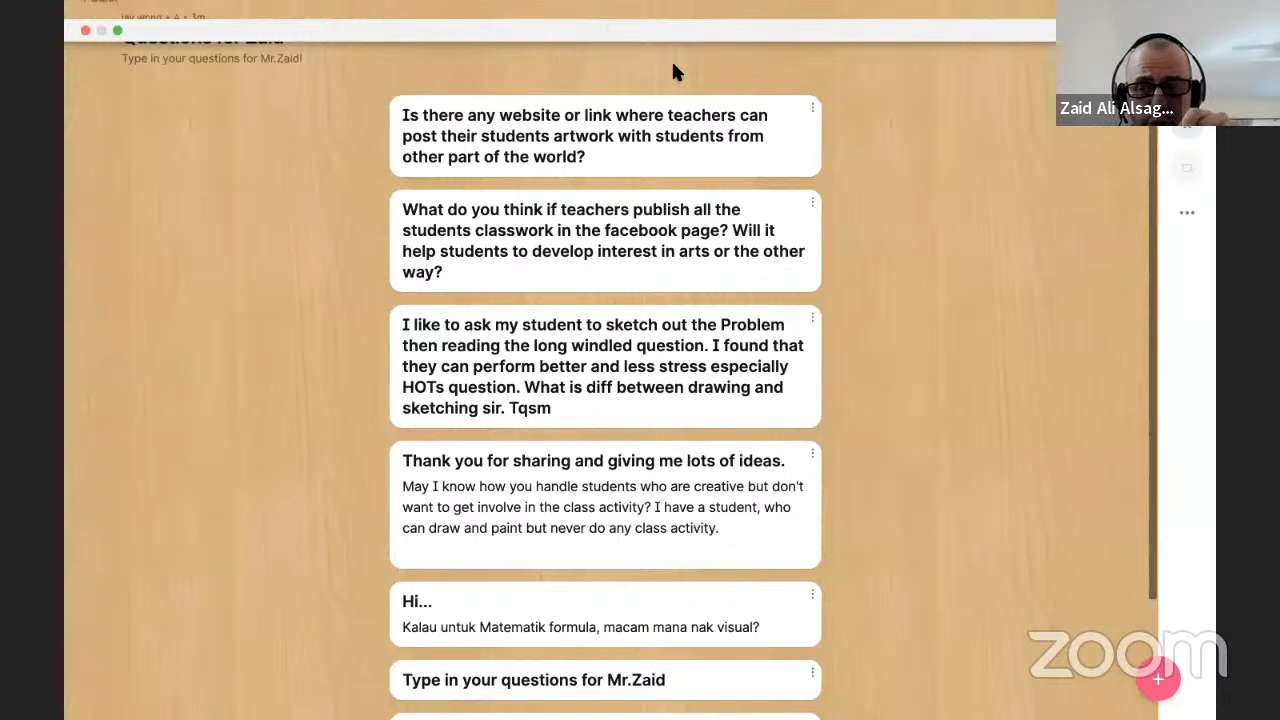 jay wong + 4 • 3m
Questions for Zaid
Type in your questions for Mr.Zaid!
Zaid Ali Alsag...
Is there any website or link where teachers can
post their students artwork with students from
other part of the world?
What do you think if teachers publish all the
students classwork in the facebook page? Will it
help students to develop interest in arts or the other
way?
I like to ask my student to sketch out the Problem
then reading the long windled question. I found that
they can perform better and less stress especially
HOTs question. What is diff between drawing and
sketching sir. Tqsm
Thank you for sharing and giving me lots of ideas.
May I know how you handle students who are creative but don't
want to get involve in the class activity? I have a student, who
can draw and paint but never do any class activity.
Hi...
Kalau untuk Matematik formula, macam mana nak visual?
Type in your questions for Mr.Zaid
zoom